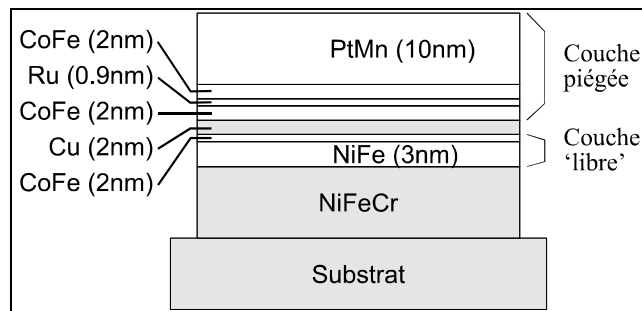 CoFe (2nm)
Ru (0.9nm)
CoFe (2nm)
Cu (2nm)
CoFe (2nm)
PtMn (10nm)
NiFe (3nm)
NiFeCr
Substrat
Couche
piégée
Couche
‘libre’